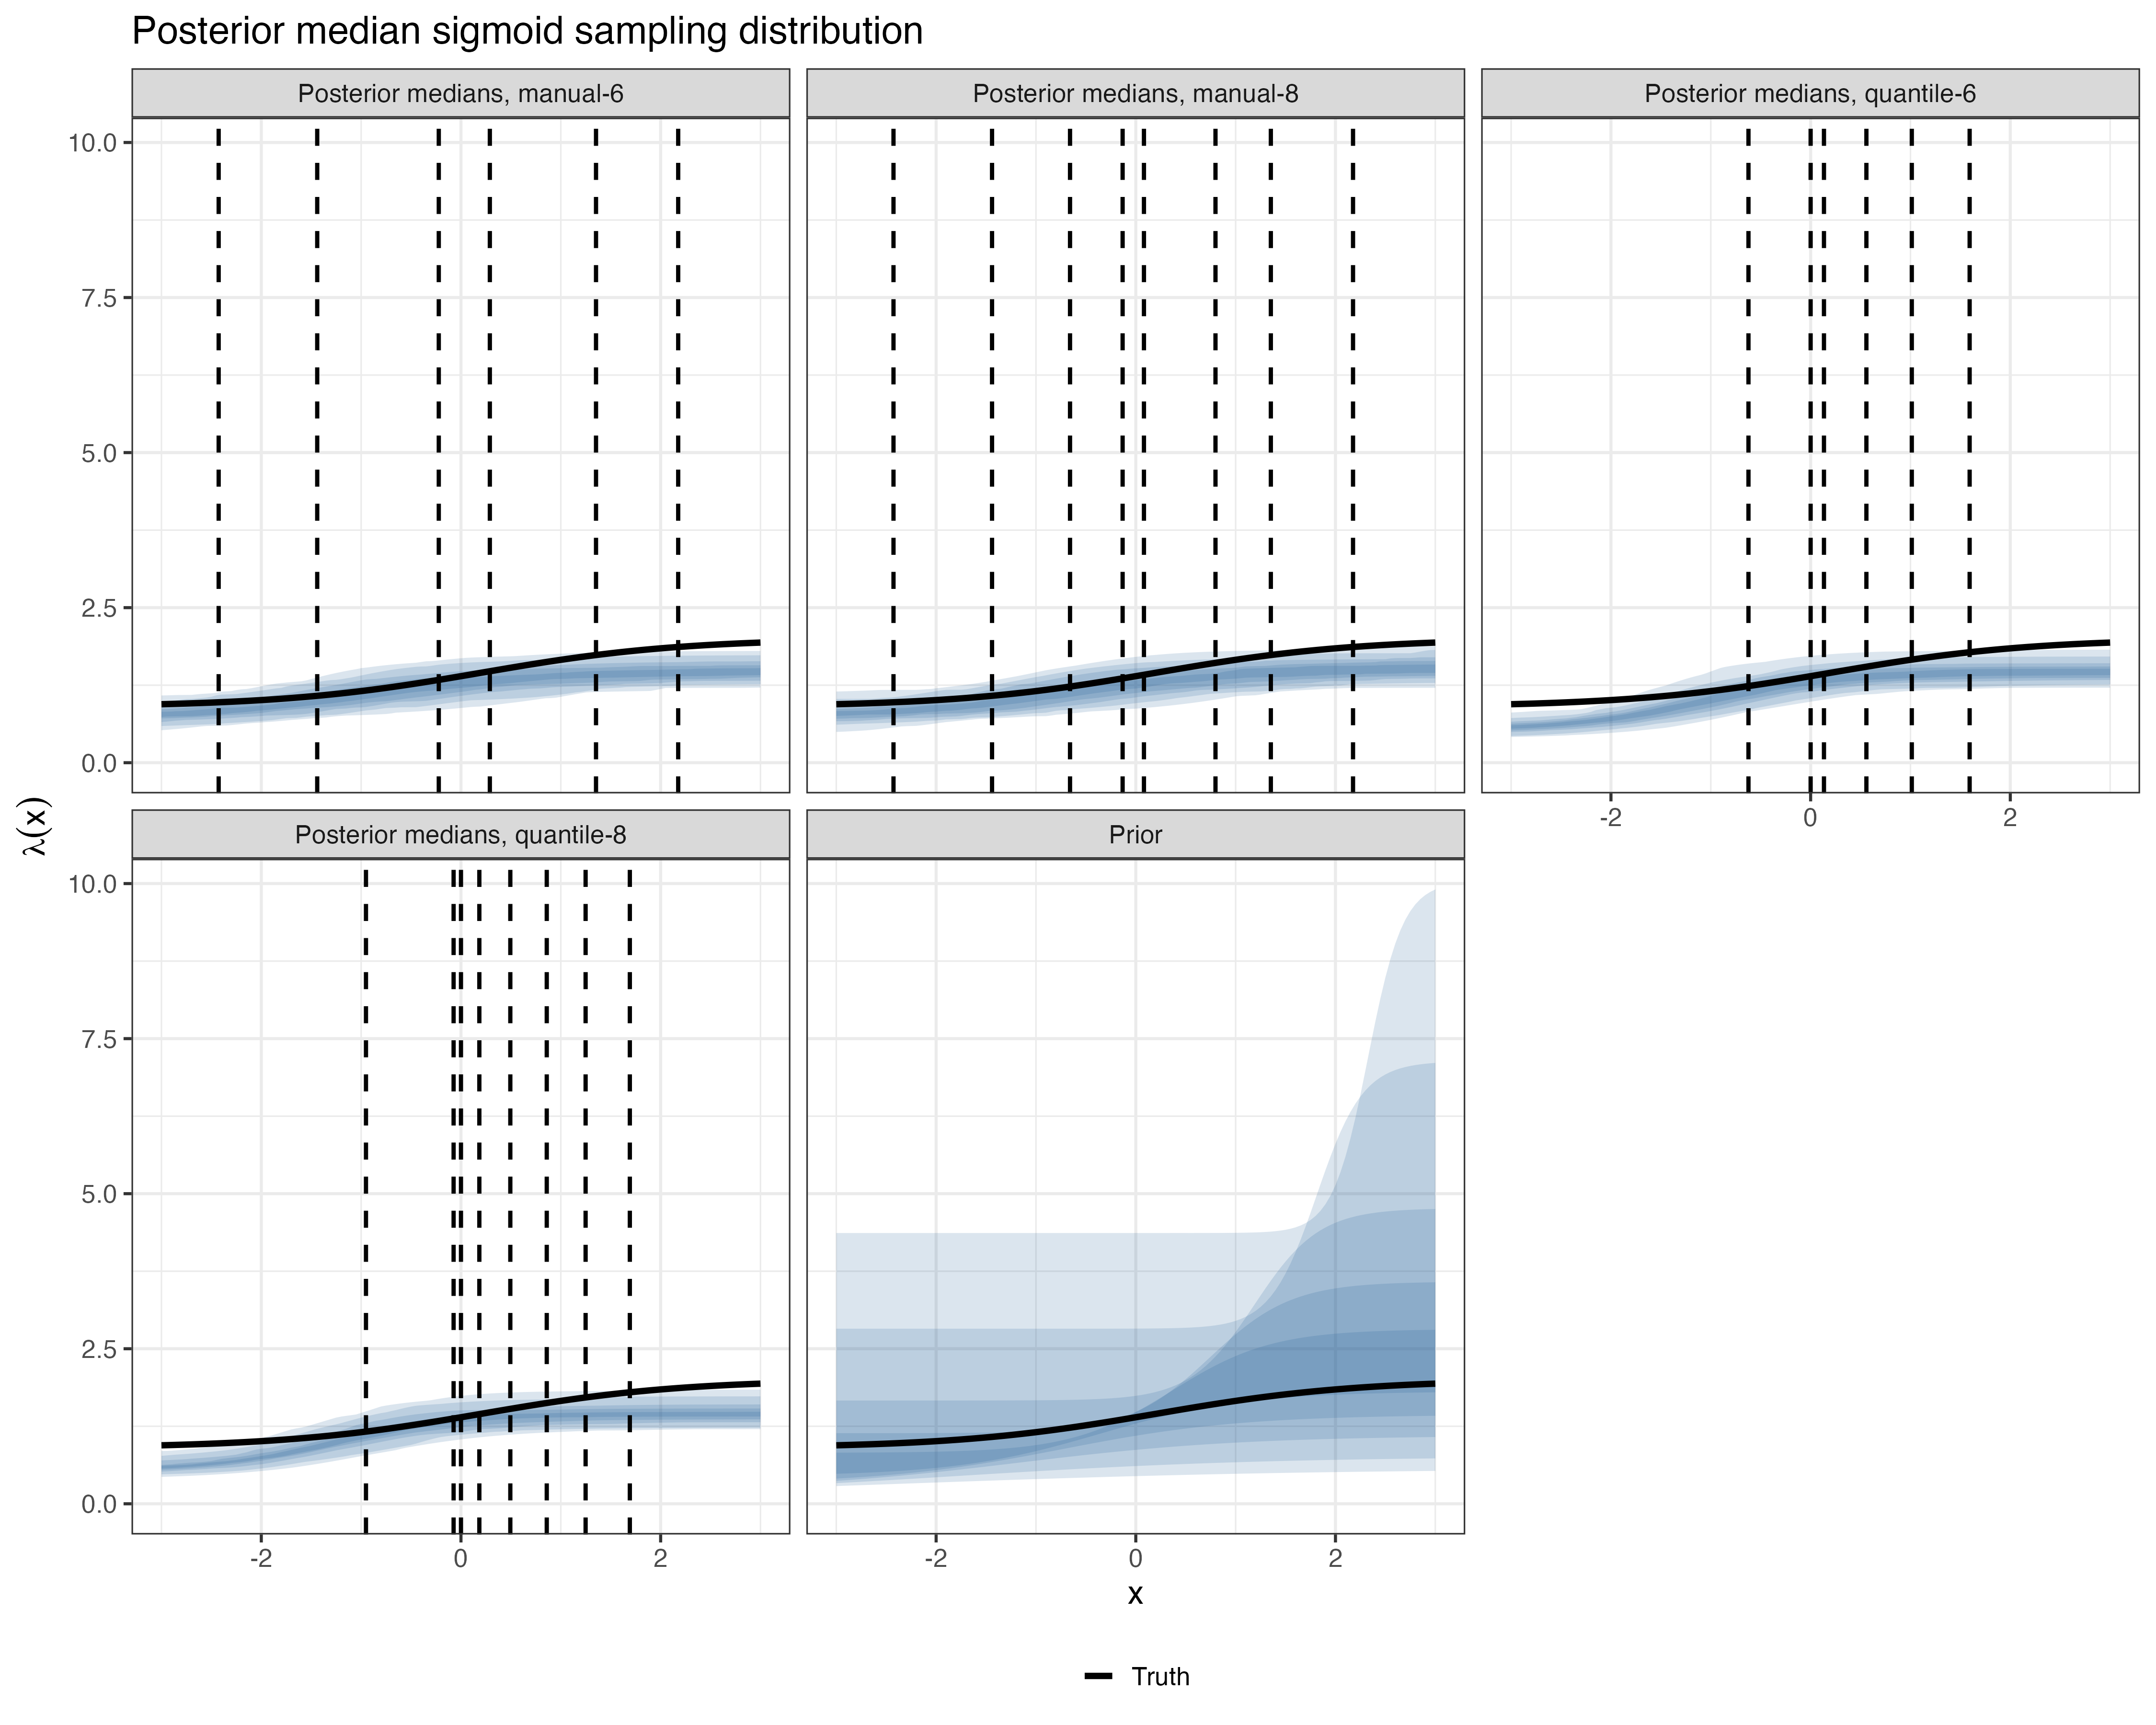 Posterior median sigmoid sampling distribution
Posterior medians, manual-6
Posterior medians, manual-8
Posterior medians, quantile-6
10.0
7.5
5.0
2.5
0.0
-2
0
2
λ(x)
Posterior medians, quantile-8
Prior
10.0
7.5
5.0
2.5
0.0
-2
0
2
-2
0
2
x
Truth